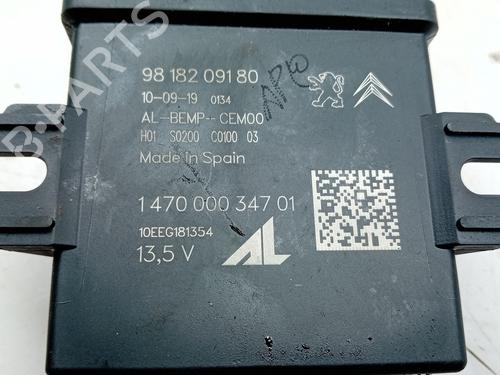 98 182 091 80
10-09-19 0134
AL-BEMP--CEM00
H01 S0200 C0100 03
Made in Spain
1 470 000 347 01
10EEG181354
13,5 V
AL
B-PARTS